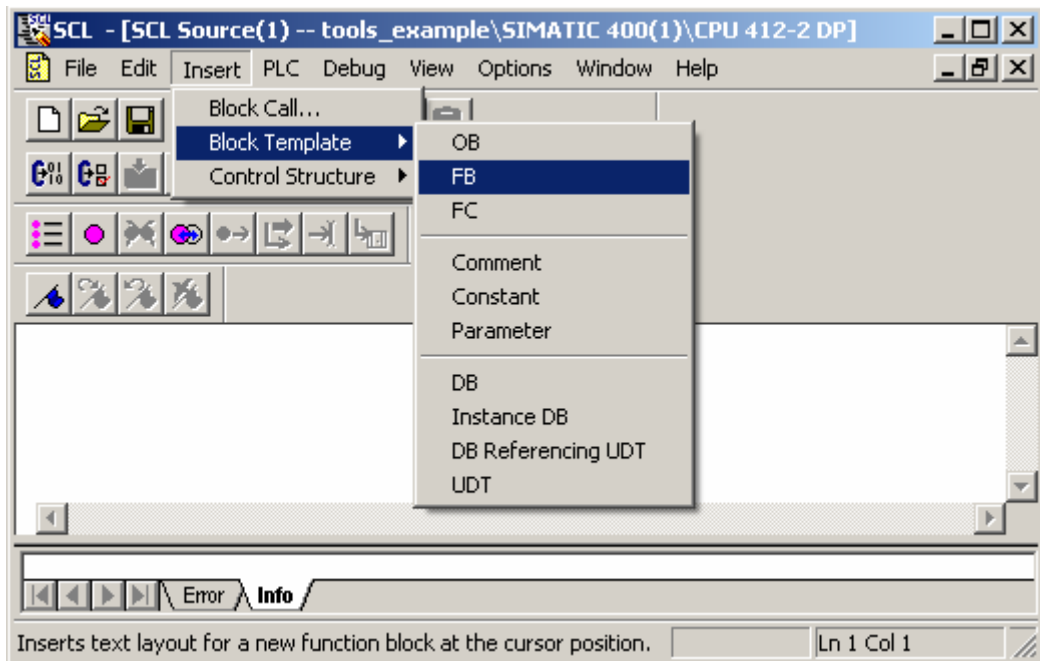 SCL - [SCL Source(1) -- tools_example\SIMATIC 400(1)\CPU 412-2 DP]
File Edit Insert PLC Debug View Options Window Help
Block Call...
Block Template
Control Structure
OB
FB
FC
Comment
Constant
Parameter
DB
Instance DB
DB Referencing UDT
UDT
Error Info
Inserts text layout for a new function block at the cursor position. Ln 1 Col 1